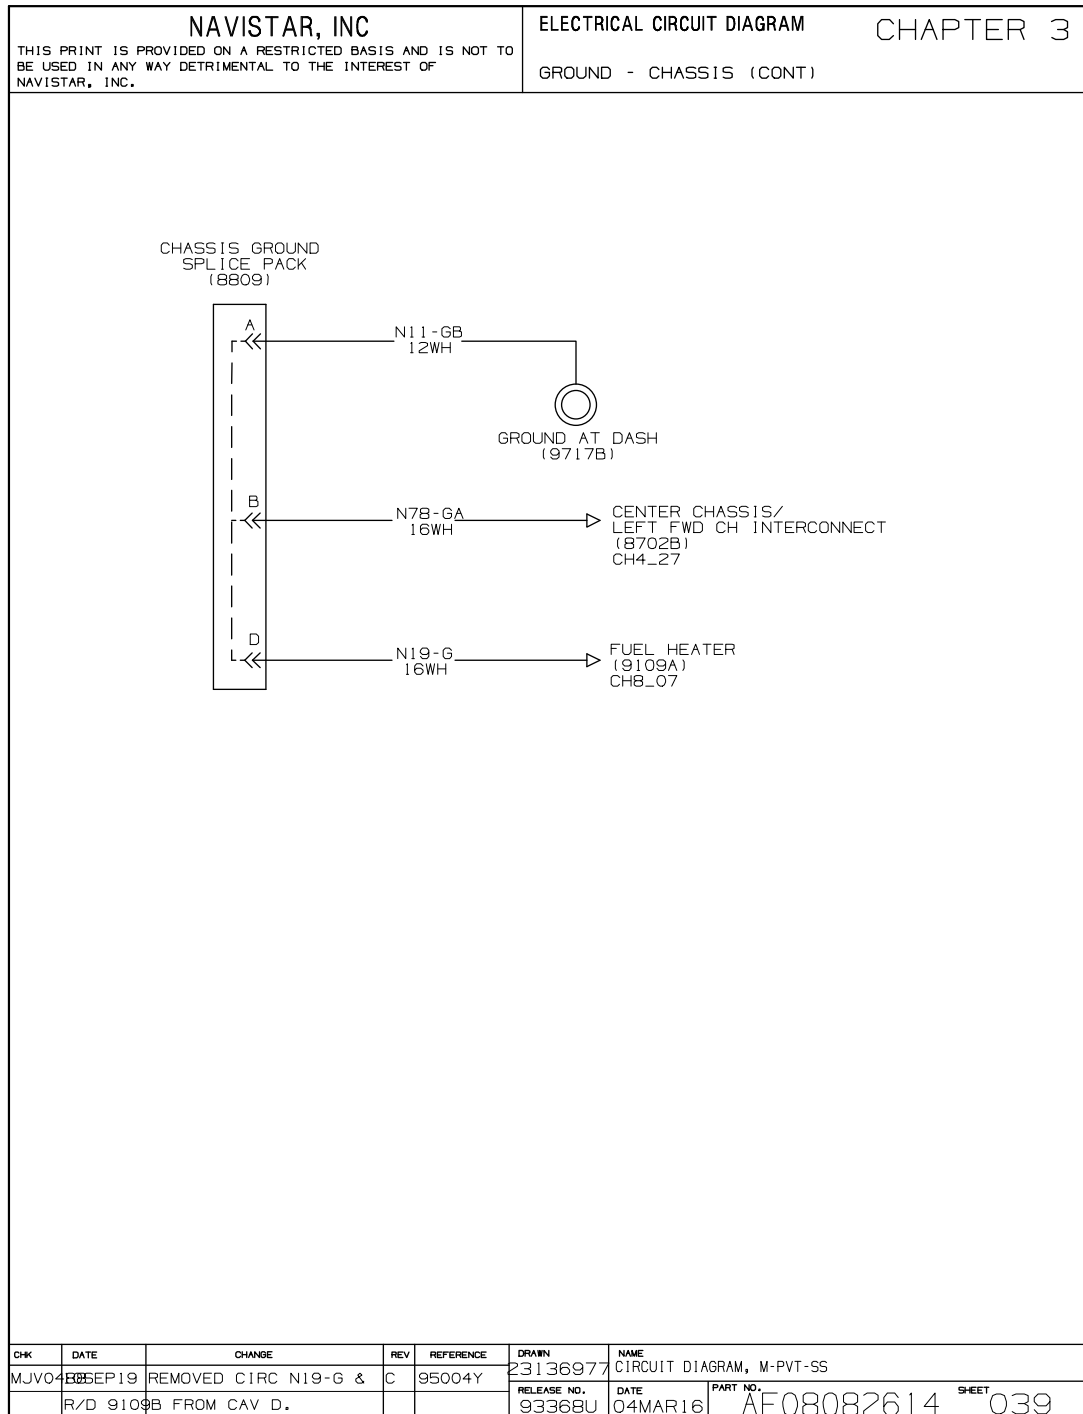 NAVISTAR, INC
THIS PRINT IS PROVIDED ON A RESTRICTED BASIS AND IS NOT TO
BE USED IN ANY WAY DETRIMENTAL TO THE INTEREST OF
NAVISTAR, INC.
ELECTRICAL CIRCUIT DIAGRAM
CHAPTER 3
GROUND - CHASSIS (CONT)
CHASSIS GROUND
SPLICE PACK
(8809)
A
N11-GB
12WH
GROUND AT DASH
(9717B)
B
N78-GA
16WH
CENTER CHASSIS/
LEFT FWD CH INTERCONNECT
(8702B)
CH4_27
D
N19-G
16WH
FUEL HEATER
(9109A)
CH8_07
CHK DATE CHANGE REV REFERENCE
05SEP19 REMOVED CIRC N19-G & C 95004Y
R/D 9109B FROM CAV D.
DRAWN
23136977
NAME
CIRCUIT DIAGRAM, M-PVT-SS
RELEASE NO.
93368U
DATE
04MAR16
PART NO.
AF08082614
SHEET
039